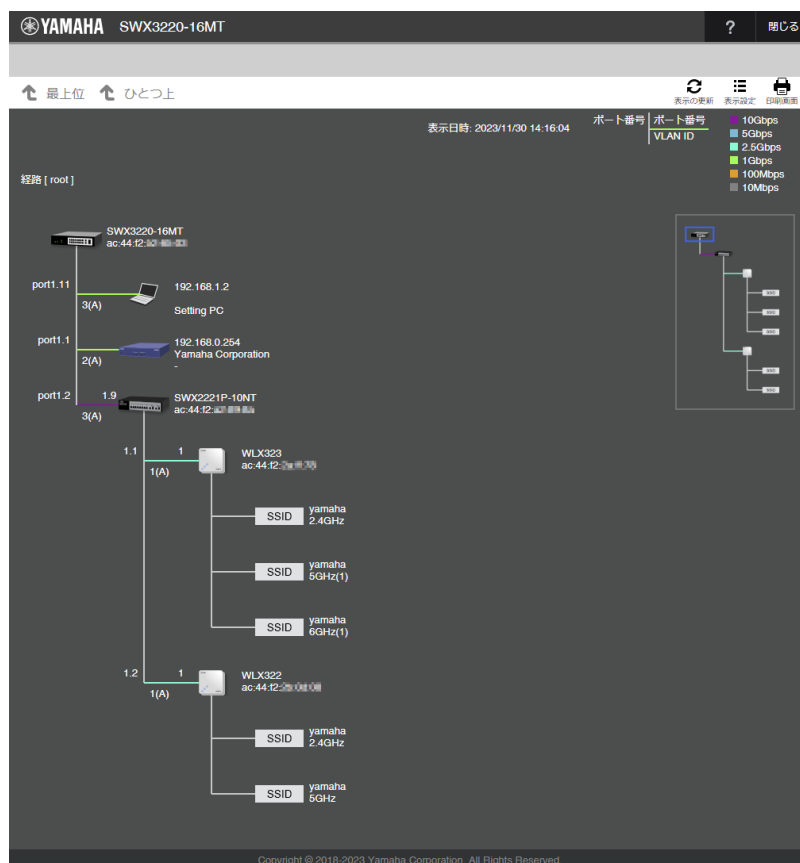 YAMAHA SWX3220-16MT
? 閉じる
最上位 ひとつ上
表示の更新 表示設定 印刷画面
表示日時: 2023/11/30 14:16:04
ポート番号 ポート番号
VLAN ID
10Gbps
5Gbps
2.5Gbps
1Gbps
100Mbps
10Mbps
経路 [ root ]
SWX3220-16MT
ac:44:f2:
port1.11
3(A)
192.168.1.2
Setting PC
port1.1
2(A)
192.168.0.254
Yamaha Corporation
-
port1.2 1.9
3(A)
SWX2221P-10NT
ac:44:f2:
1.1 1
1(A)
WLX323
ac:44:f2:
SSID yamaha
2.4GHz
SSID yamaha
5GHz(1)
SSID yamaha
6GHz(1)
1.2 1
1(A)
WLX322
ac:44:f2:
SSID yamaha
2.4GHz
SSID yamaha
5GHz
Copyright © 2018-2023 Yamaha Corporation. All Rights Reserved.